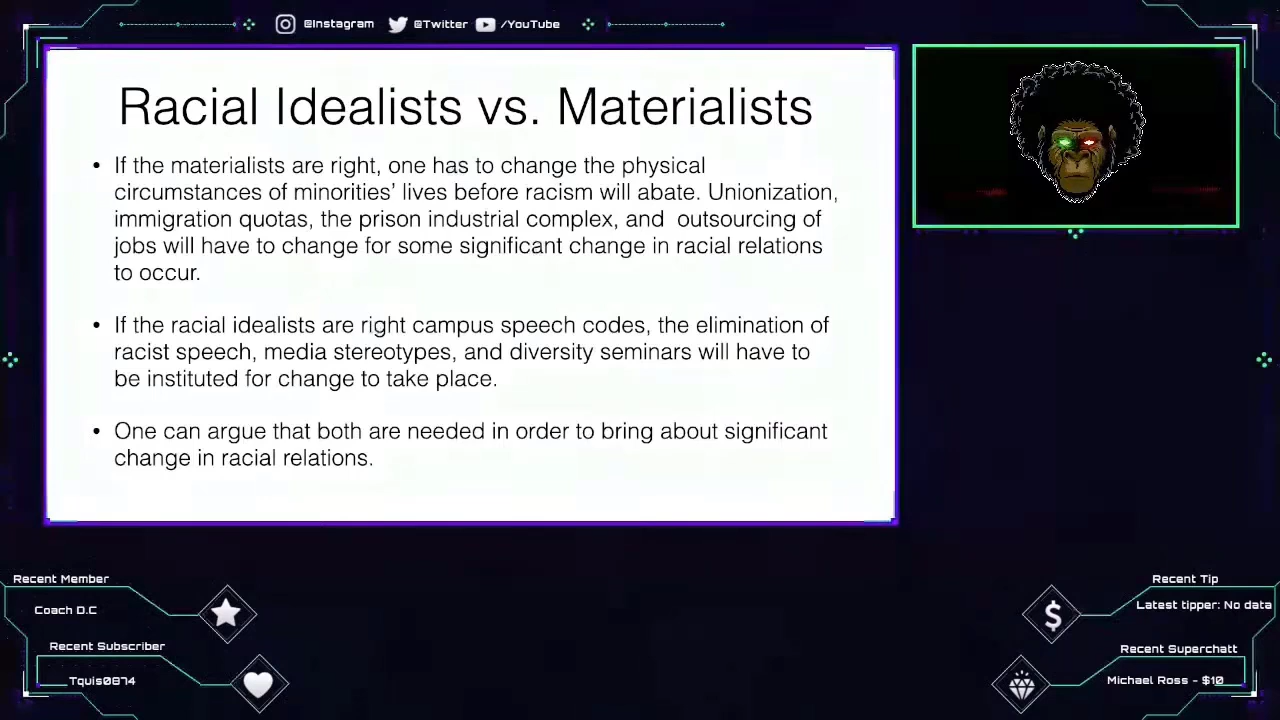 @Instagram @Twitter /YouTube
Racial Idealists vs. Materialists
• If the materialists are right, one has to change the physical
circumstances of minorities’ lives before racism will abate. Unionization,
immigration quotas, the prison industrial complex, and outsourcing of
jobs will have to change for some significant change in racial relations
to occur.
• If the racial idealists are right campus speech codes, the elimination of
racist speech, media stereotypes, and diversity seminars will have to
be instituted for change to take place.
• One can argue that both are needed in order to bring about significant
change in racial relations.
Recent Member
Coach D.C
Recent Subscriber
Tquis0874
Recent Tip
Latest tipper: No data
Recent Superchatt
Michael Ross - $10